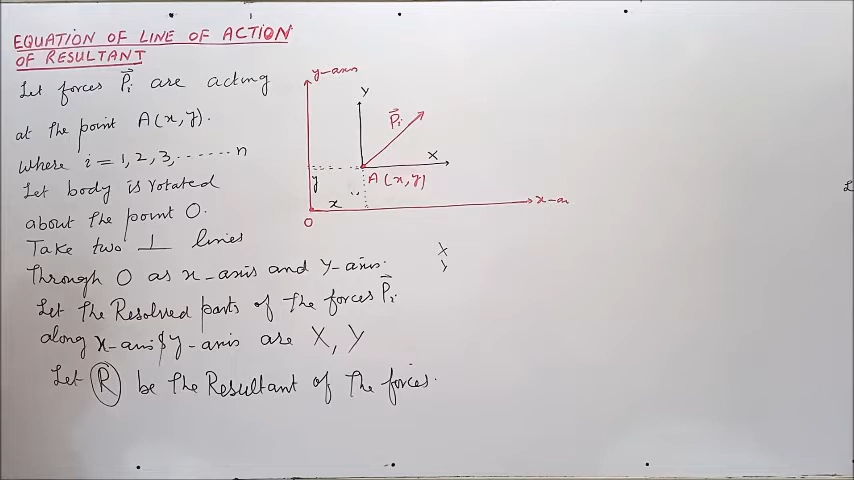 EQUATION OF LINE OF ACTION
OF RESULTANT
Let forces P⃗i are acting
at the point A(x,y).
where i = 1, 2, 3, ....... n
Let body is rotated
about the point O.
Take two ⊥ lines
through O as x-axis and y-axis.
Let the Resolved parts of the forces P⃗i
along x-axis & y-axis are X, Y
Let R be the Resultant of the forces.
y-axis
Y
P⃗i
X
A(x,y)
y
x
O
x-a
X
Y
L